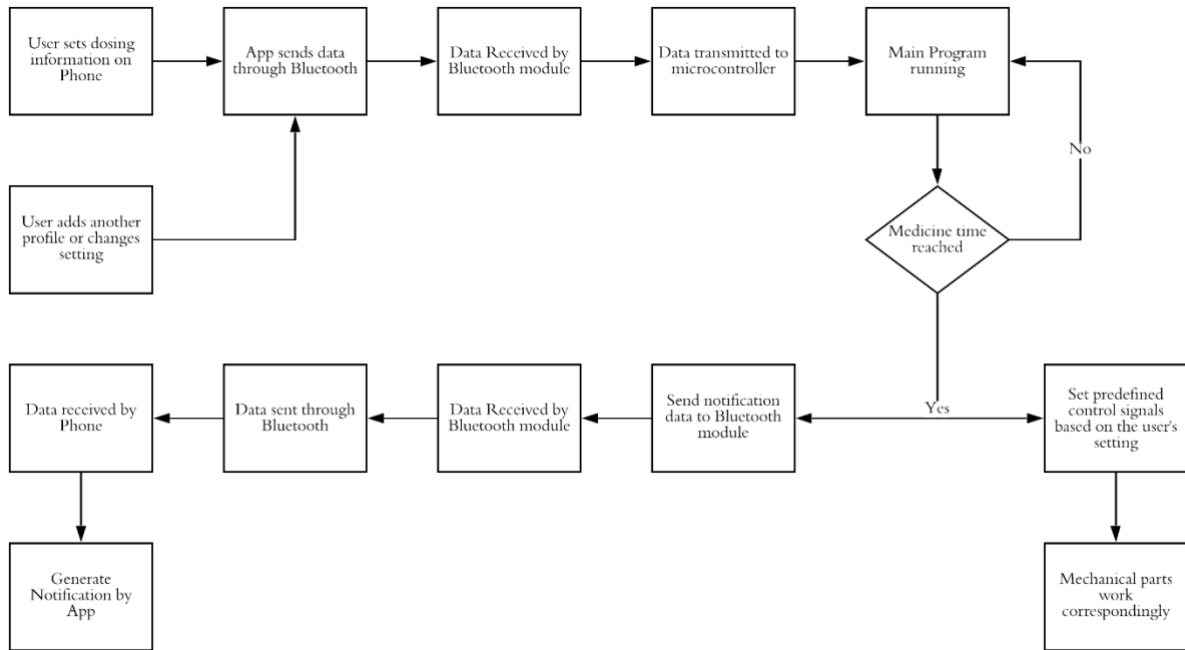 User sets dosing
information on
Phone
App sends data
through Bluetooth
Data Received by
Bluetooth module
Data transmitted to
microcontroller
Main Program
running
No
User adds another
profile or changes
setting
Medicine time
reached
Data received by
Phone
Data sent through
Bluetooth
Data Received by
Bluetooth module
Send notification
data to Bluetooth
module
Yes
Set predefined
control signals
based on the user's
setting
Generate
Notification by
App
Mechanical parts
work
correspondingly